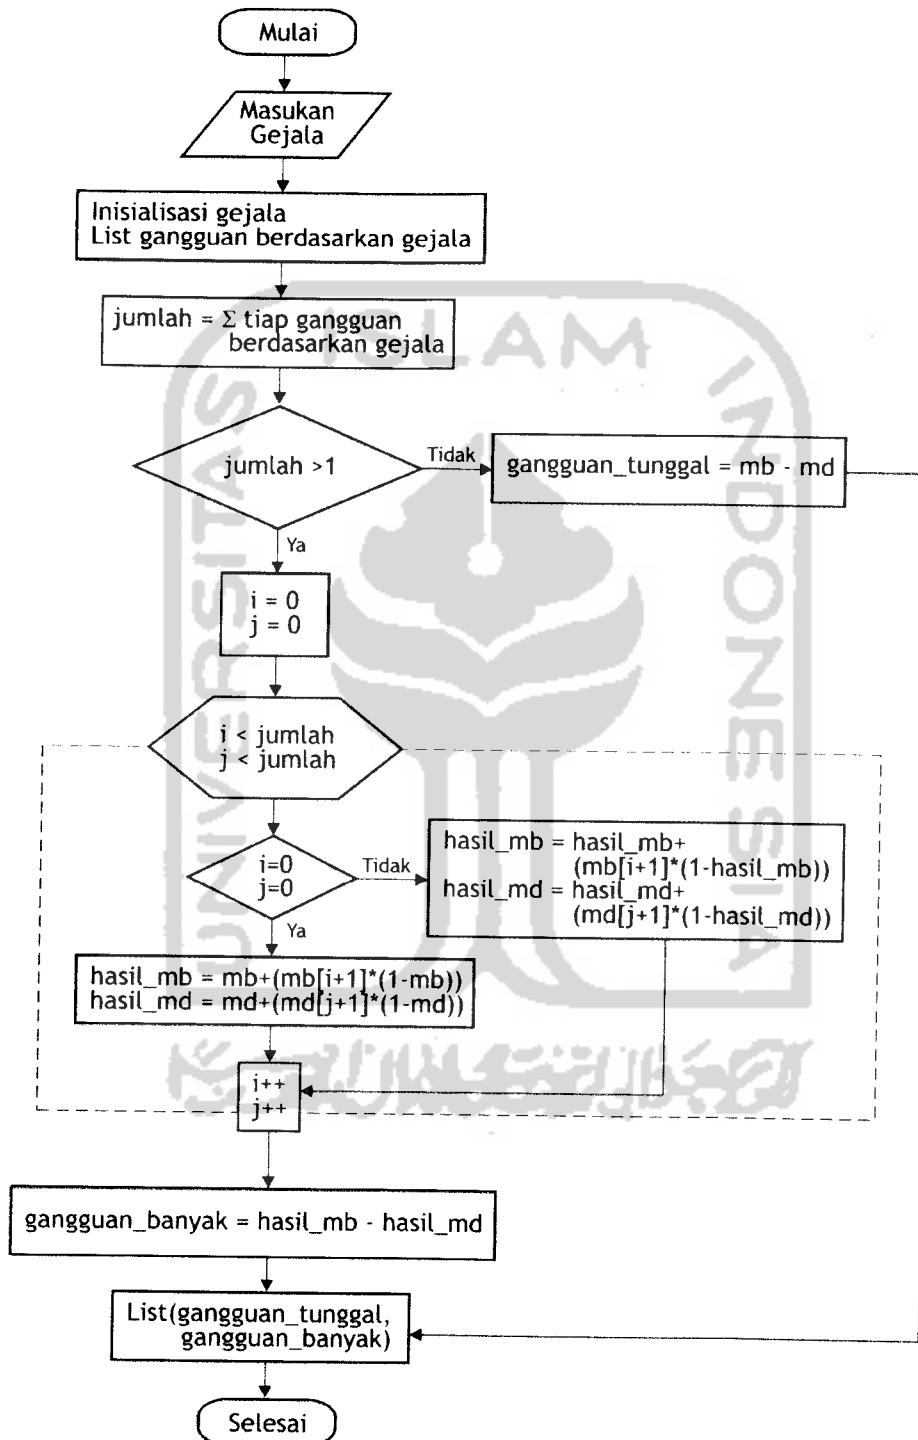 Mulai
Masukan
Gejala
Inisialisasi gejala
List gangguan berdasarkan gejala
jumlah = Σ tiap gangguan
berdasarkan gejala
jumlah >1
Tidak
gangguan_tunggal = mb - md
Ya
i = 0
j = 0
i < jumlah
j < jumlah
i=0
j=0
Tidak
hasil_mb = hasil_mb+
(mb[i+1]*(1-hasil_mb))
hasil_md = hasil_md+
(md[j+1]*(1-hasil_md))
Ya
hasil_mb = mb+(mb[i+1]*(1-mb))
hasil_md = md+(md[j+1]*(1-md))
i++
j++
gangguan_banyak = hasil_mb - hasil_md
List(gangguan_tunggal,
gangguan_banyak)
Selesai
UNIVERSITAS
ISLAM
INDONESIA